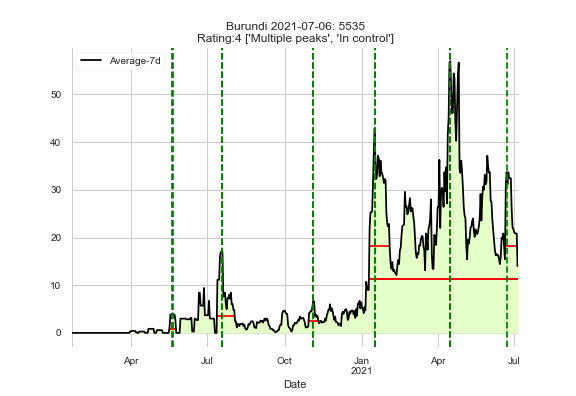 Burundi 2021-07-06: 5535
Rating:4 ['Multiple peaks', 'In control']
Average-7d
50
40
30
20
10
0
Apr
Jul
Oct
Jan
2021
Apr
Jul
Date